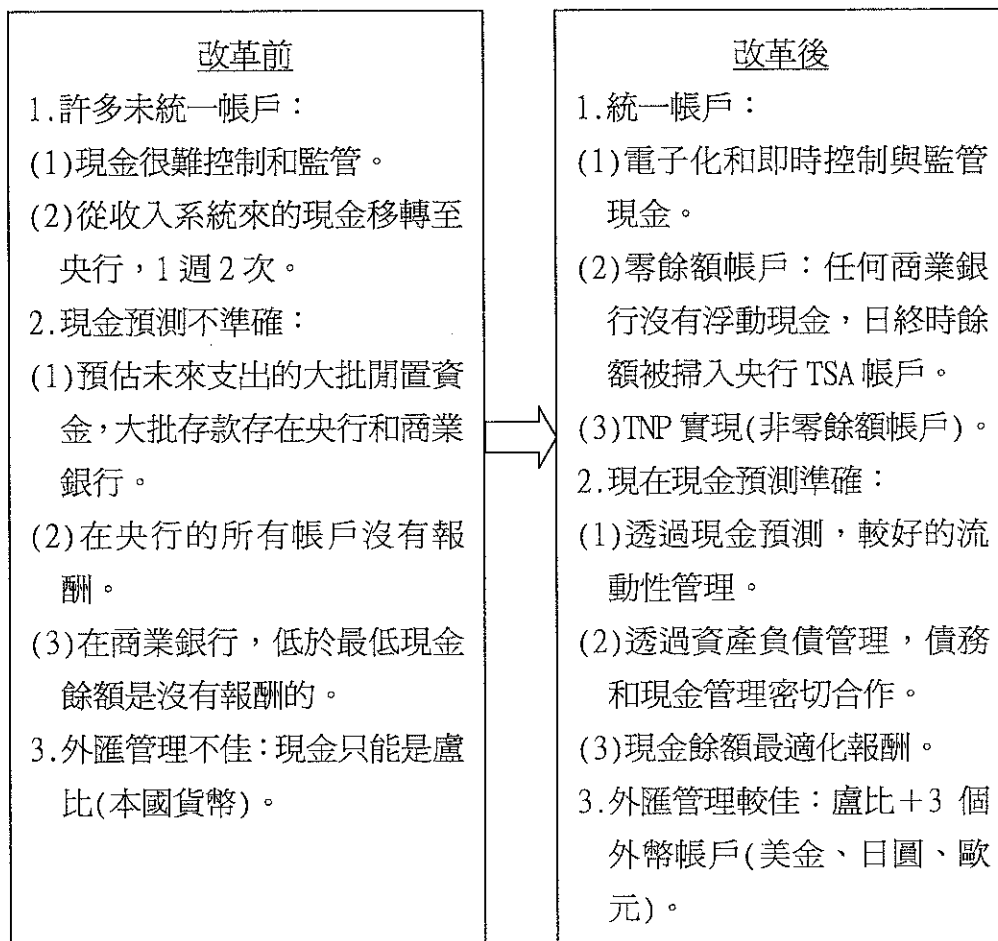 改革前
1.許多未統一帳戶：
(1)現金很難控制和監管。
(2)從收入系統來的現金移轉至
央行，1 週 2 次。
2.現金預測不準確：
(1)預估未來支出的大批閒置資
金，大批存款存在央行和商業
銀行。
(2)在央行的所有帳戶沒有報
酬。
(3)在商業銀行，低於最低現金
餘額是沒有報酬的。
3.外匯管理不佳：現金只能是盧
比(本國貨幣)。
改革後
1.統一帳戶：
(1)電子化和即時控制與監管
現金。
(2)零餘額帳戶：任何商業銀
行沒有浮動現金，日終時餘
額被掃入央行 TSA 帳戶。
(3)TNP 實現(非零餘額帳戶)。
2.現在現金預測準確：
(1)透過現金預測，較好的流
動性管理。
(2)透過資產負債管理，債務
和現金管理密切合作。
(3)現金餘額最適化報酬。
3.外匯管理較佳：盧比＋3 個
外幣帳戶(美金、日圓、歐
元)。